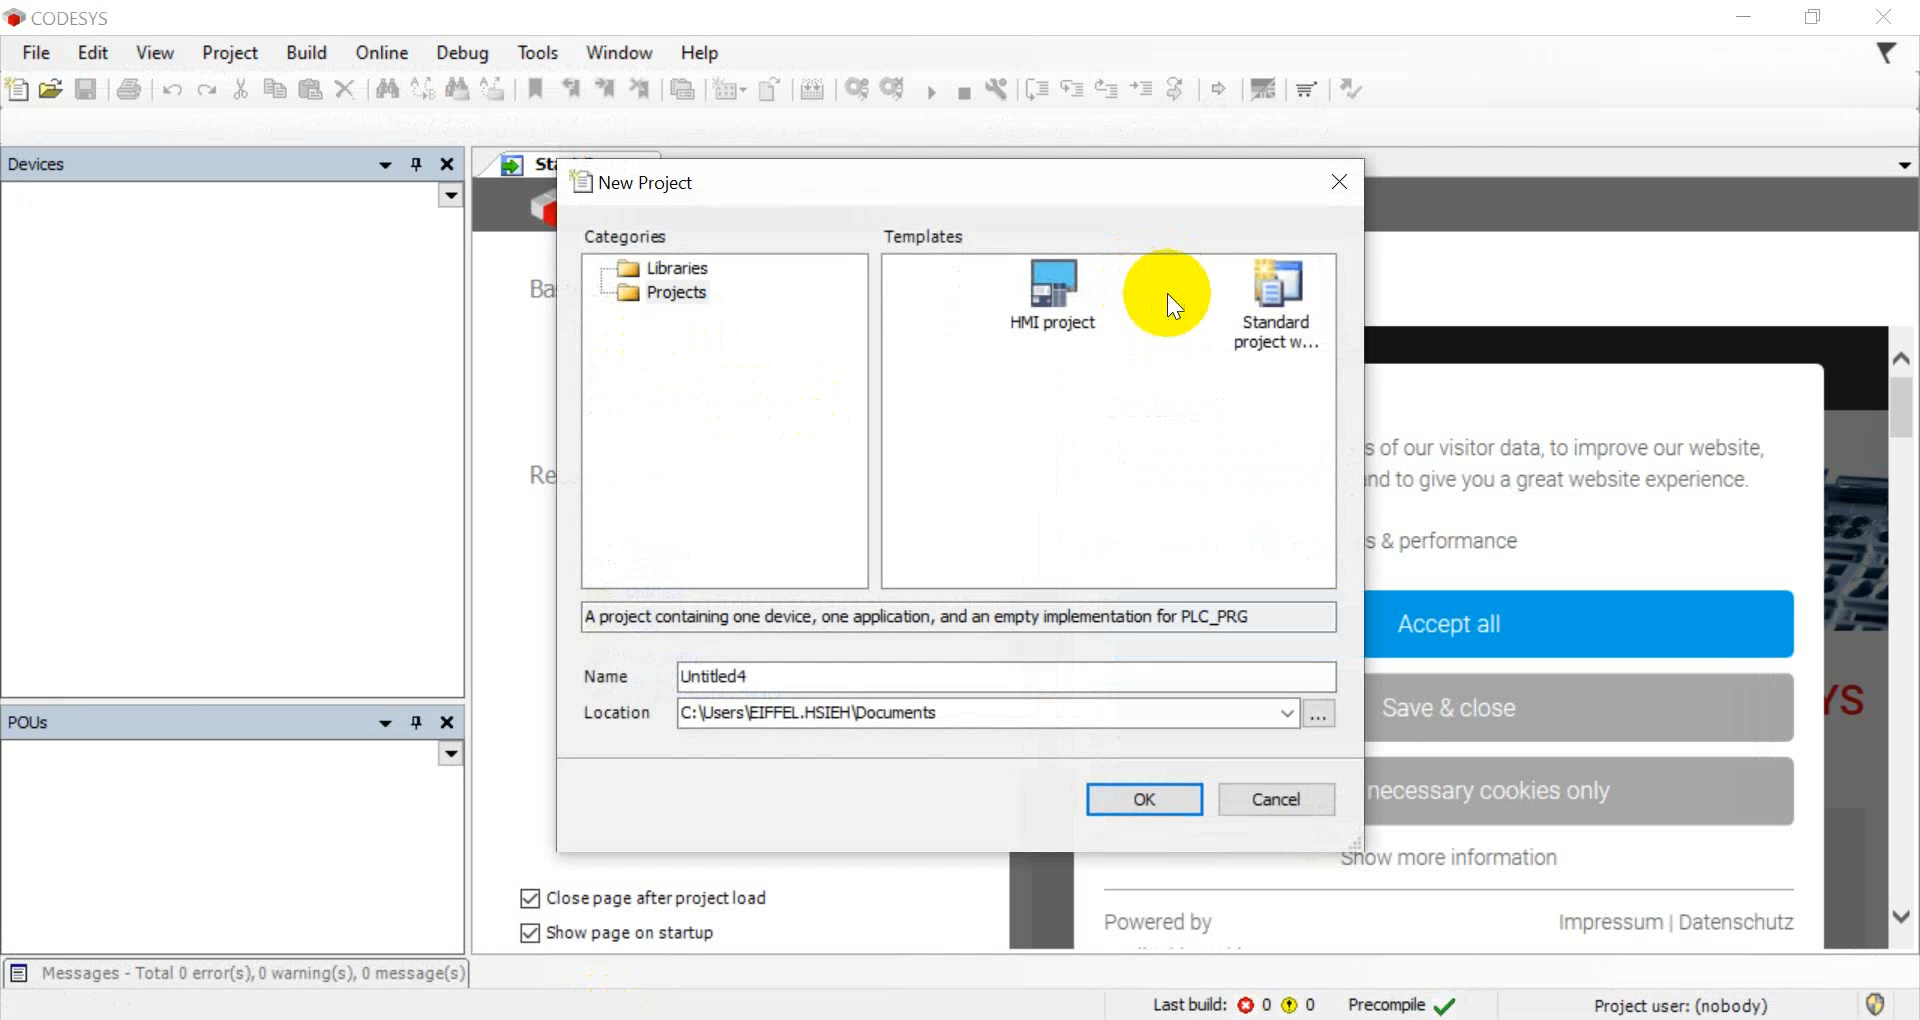 CODESYS
File Edit View Project Build Online Debug Tools Window Help
Devices
New Project
Categories
Templates
Libraries
Projects
HMI project
Standard
project w...
A project containing one device, one application, and an empty implementation for PLC_PRG
Name Untitled4
Location C:\Users\EIFFEL.HSIEH\Documents ...
OK Cancel
s of our visitor data, to improve our website,
nd to give you a great website experience.
s & performance
Accept all
YS
Save & close
necessary cookies only
Show more information
Powered by
Impressum | Datenschutz
Sta
Ba
Re
POUs
Close page after project load
Show page on startup
Messages - Total 0 error(s), 0 warning(s), 0 message(s)
Last build: 0 0 Precompile Project user: (nobody)